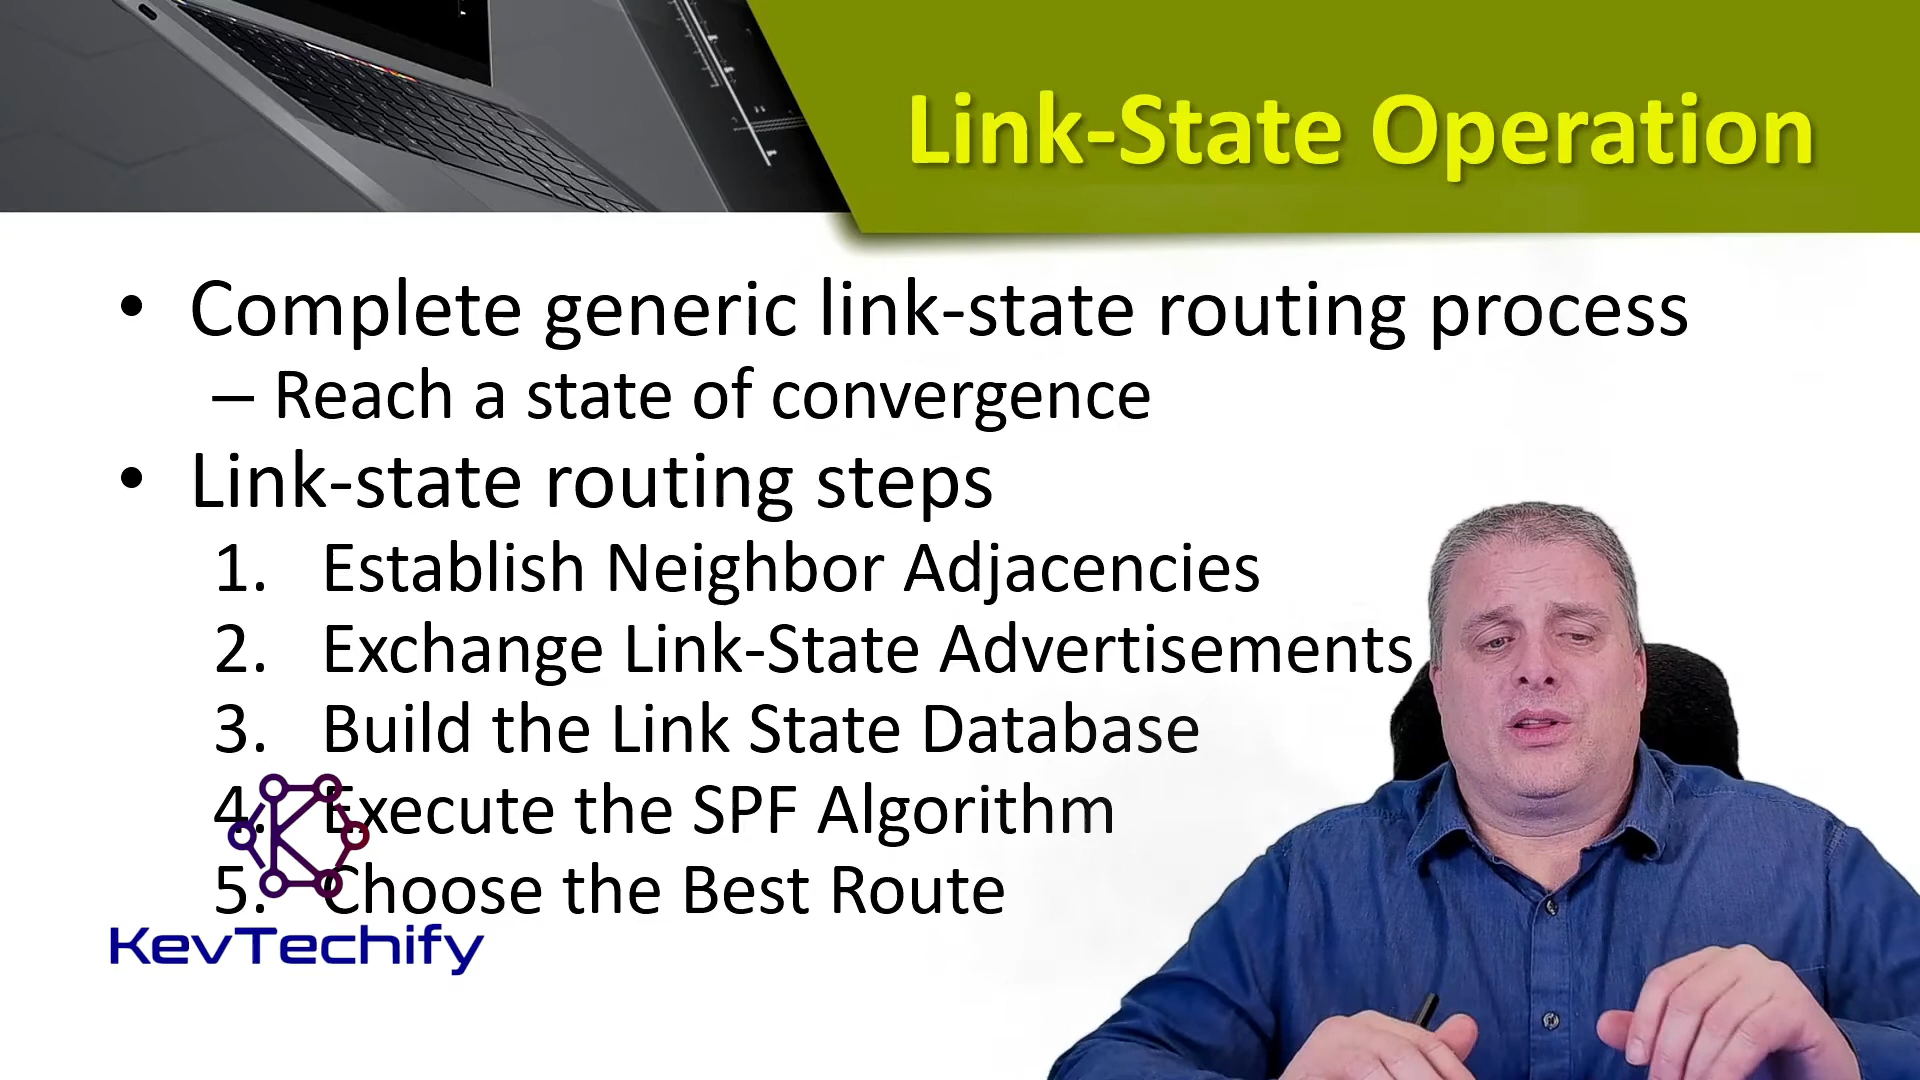 Link-State Operation
• Complete generic link-state routing process
– Reach a state of convergence
• Link-state routing steps
1. Establish Neighbor Adjacencies
2. Exchange Link-State Advertisements
3. Build the Link State Database
4. Execute the SPF Algorithm
5. Choose the Best Route
KevTechify